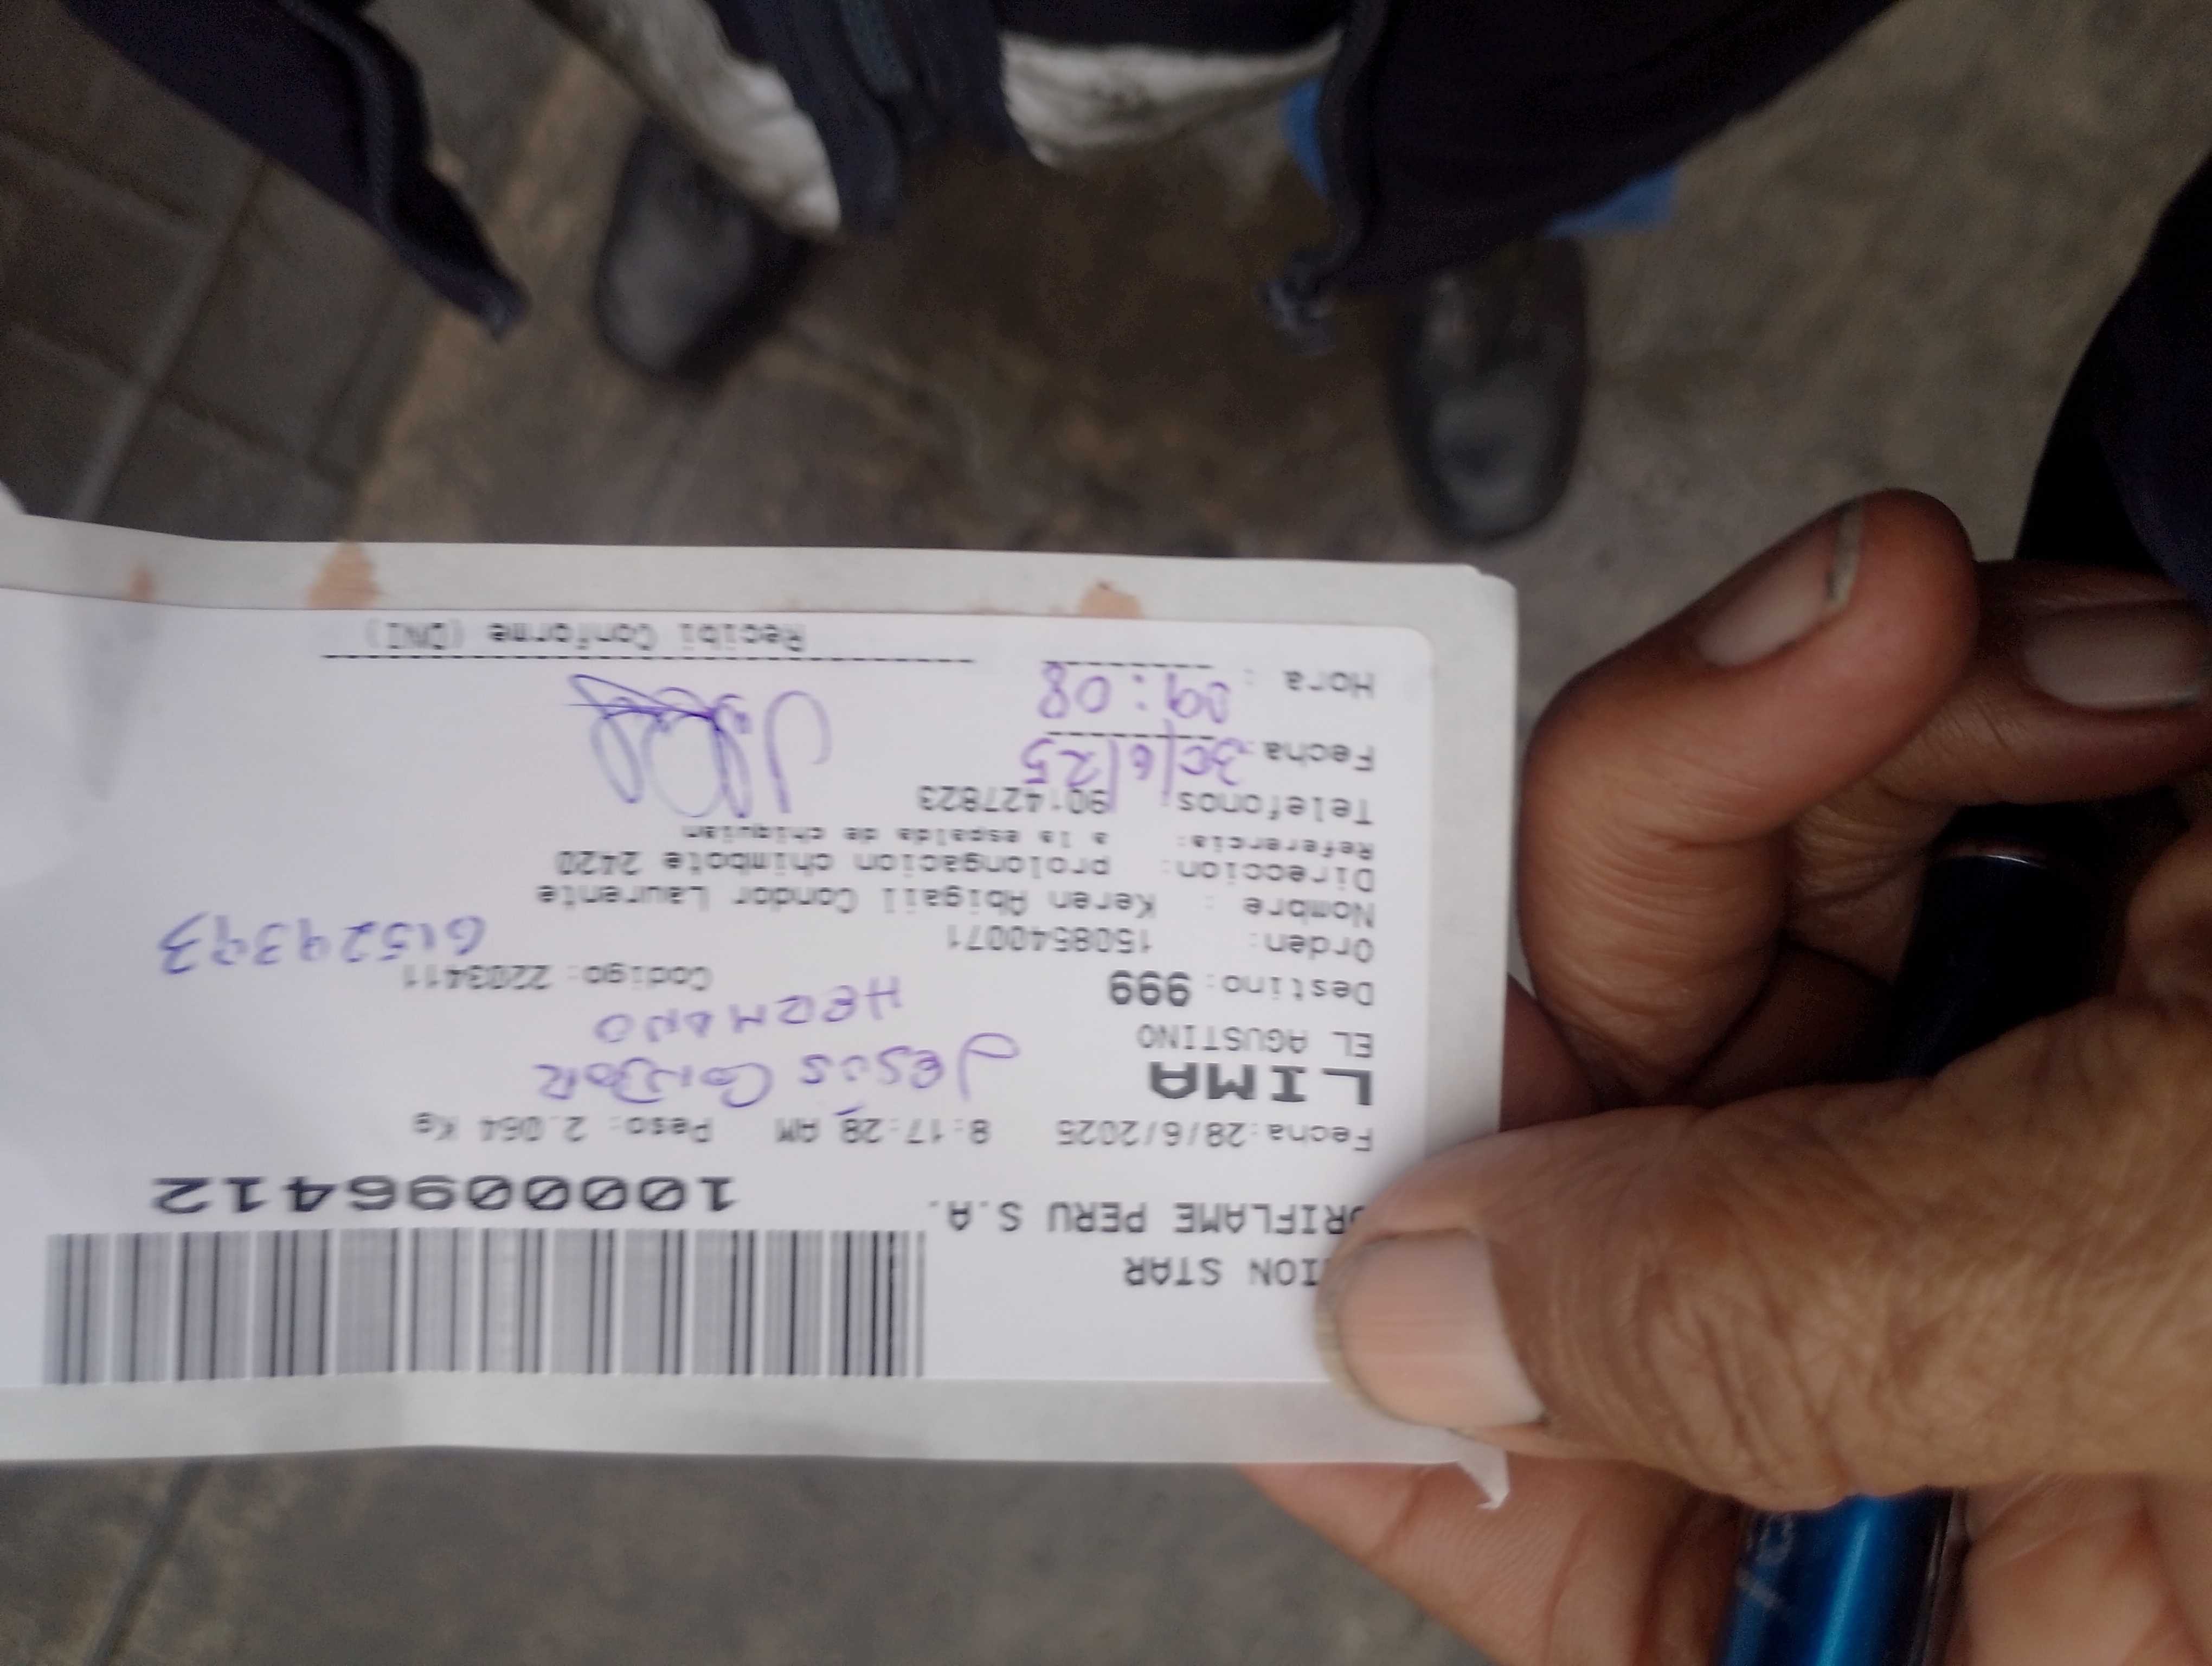 ION STAR
ORIFLAME PERU S.A.
1000096412
Fecha:28/6/2025 8:17:28 AM Peso: 2.064 Kg
LIMA JESUS CONDOR
EL AGUSTINO HERMANO
Destino: 999 Codigo: 2203411
Orden: 1508540071 61529393
Nombre : Keren Abigail Condor Laurente
Direccion: prolongacion chimbote 2420
Referencia: a la espalda de chiquian
Telefonos: 901427823
Fecha: 30/6/25
Hora : 09:08
Recibi Conforme (DNI)